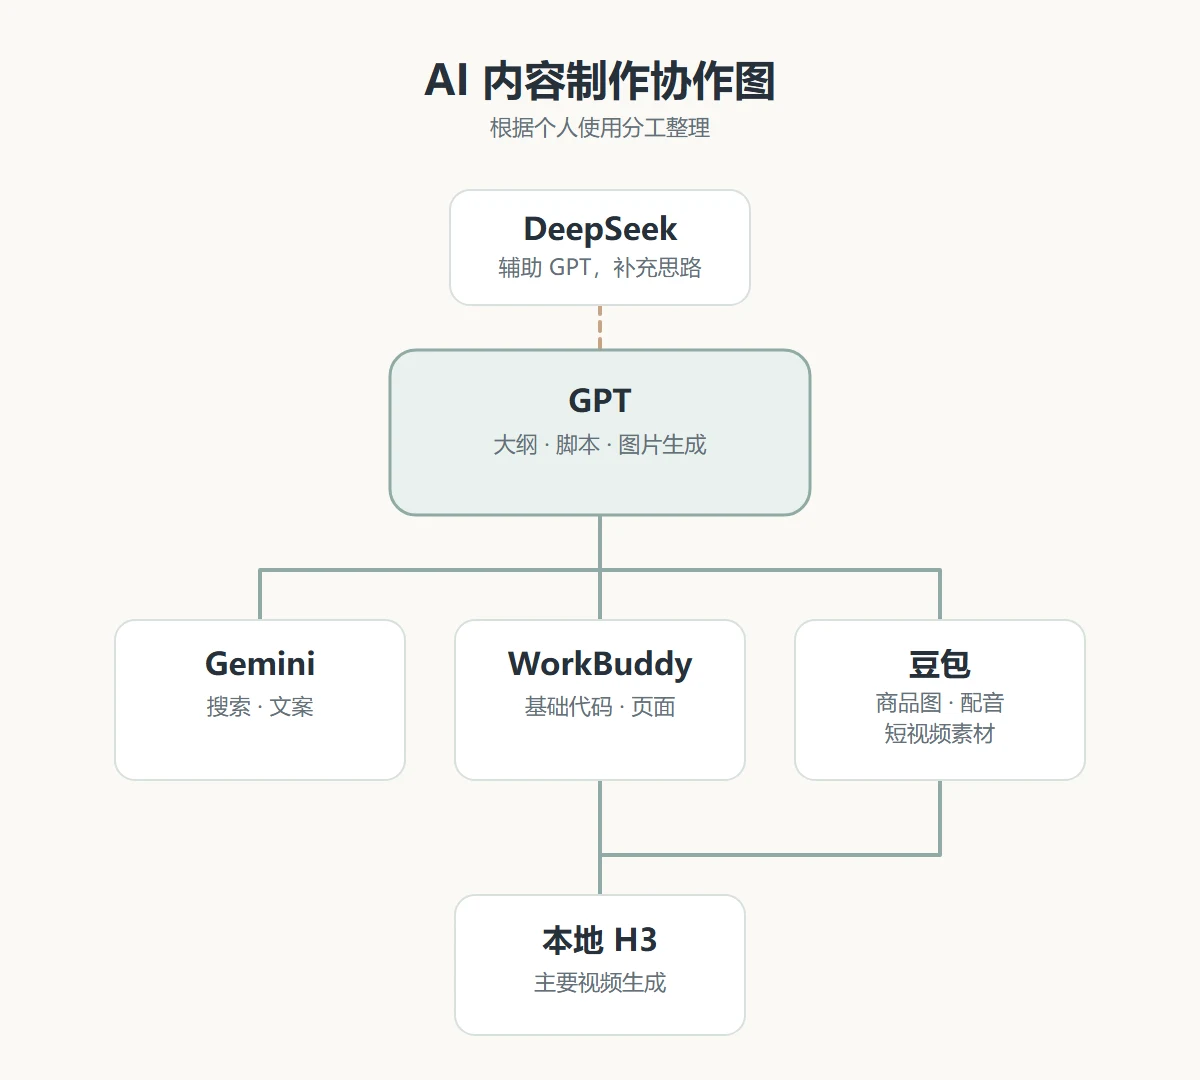 AI 内容制作协作图
根据个人使用分工整理
DeepSeek
辅助 GPT，补充思路
GPT
大纲 · 脚本 · 图片生成
Gemini
搜索 · 文案
WorkBuddy
基础代码 · 页面
豆包
商品图 · 配音
短视频素材
本地 H3
主要视频生成